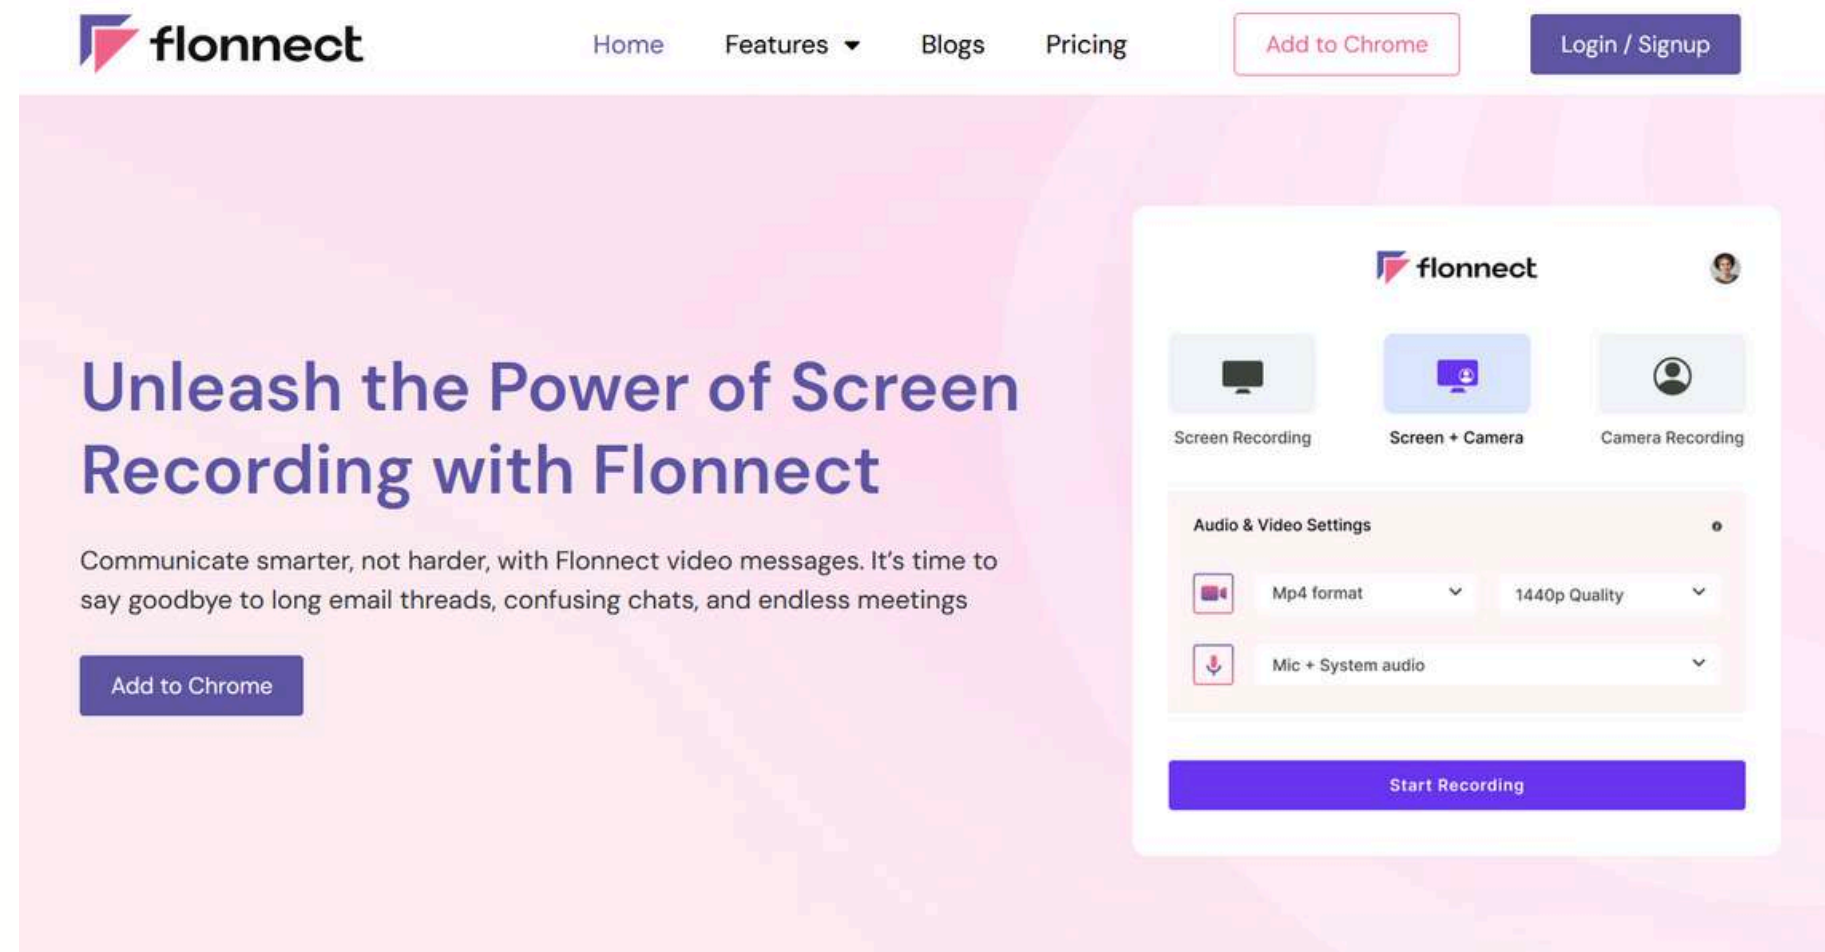 flonnect
Home
Features
Blogs
Pricing
Add to Chrome
Login / Signup
Unleash the Power of Screen
Recording with Flonnect
Communicate smarter, not harder, with Flonnect video messages. It's time to
say goodbye to long email threads, confusing chats, and endless meetings
Add to Chrome
flonnect
Screen Recording
Screen + Camera
Camera Recording
Audio & Video Settings
Mp4 format
1440p Quality
Mic + System audio
Start Recording